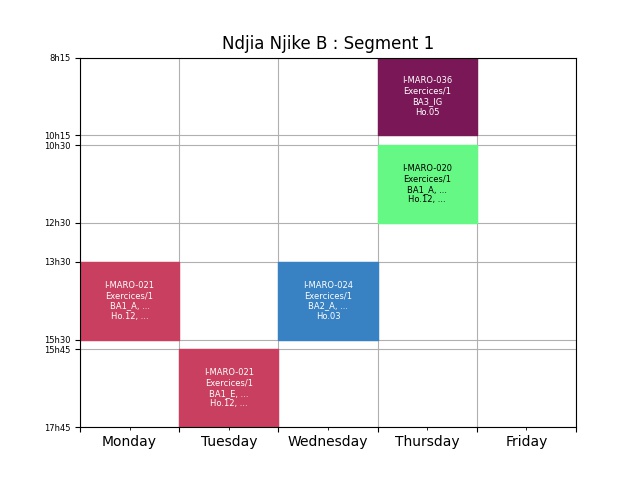 Ndjia Njike B : Segment 1
8h15
I-MARO-036
Exercices/1
BA3_IG
Ho.05
10h15
10h30
I-MARO-020
Exercices/1
BA1_A, ...
Ho.12, ...
12h30
13h30
I-MARO-021
Exercices/1
BA1_A, ...
Ho.12, ...
I-MARO-024
Exercices/1
BA2_A, ...
Ho.03
15h30
15h45
I-MARO-021
Exercices/1
BA1_E, ...
Ho.12, ...
17h45
Monday Tuesday Wednesday Thursday Friday